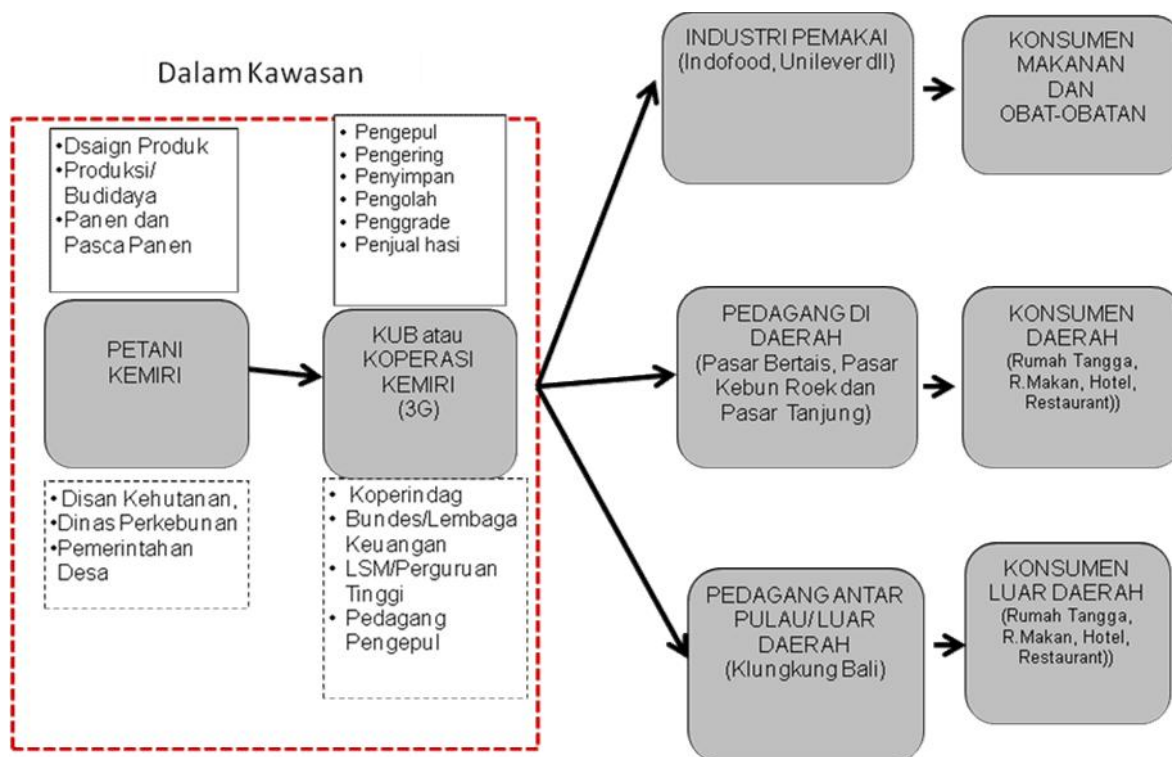 Dalam Kawasan
•Dsaign Produk
•Produksi/
Budidaya
•Panen dan
Pasca Panen
• Pengepul
• Pengering
• Penyimpan
• Pengolah
• Penggrade
• Penjual hasi
PETANI
KEMIRI
KUB atau
KOPERASI
KEMIRI
(3G)
• Disan Kehutanan,
•Dinas Perkebunan
•Pemerintahan
Desa
• Koperindag
• Bundes/Lembaga
Keuangan
• LSM/Perguruan
Tinggi
• Pedagang
Pengepul
INDUSTRI PEMAKAI
(Indofood, Unilever dll)
KONSUMEN
MAKANAN
DAN
OBAT-OBATAN
PEDAGANG DI
DAERAH
(Pasar Bertais, Pasar
Kebun Roek dan
Pasar Tanjung)
KONSUMEN
DAERAH
(Rumah Tangga,
R.Makan, Hotel,
Restaurant))
PEDAGANG ANTAR
PULAU/LUAR
DAERAH
(Klungkung Bali)
KONSUMEN
LUAR DAERAH
(Rumah Tangga,
R.Makan, Hotel,
Restaurant))